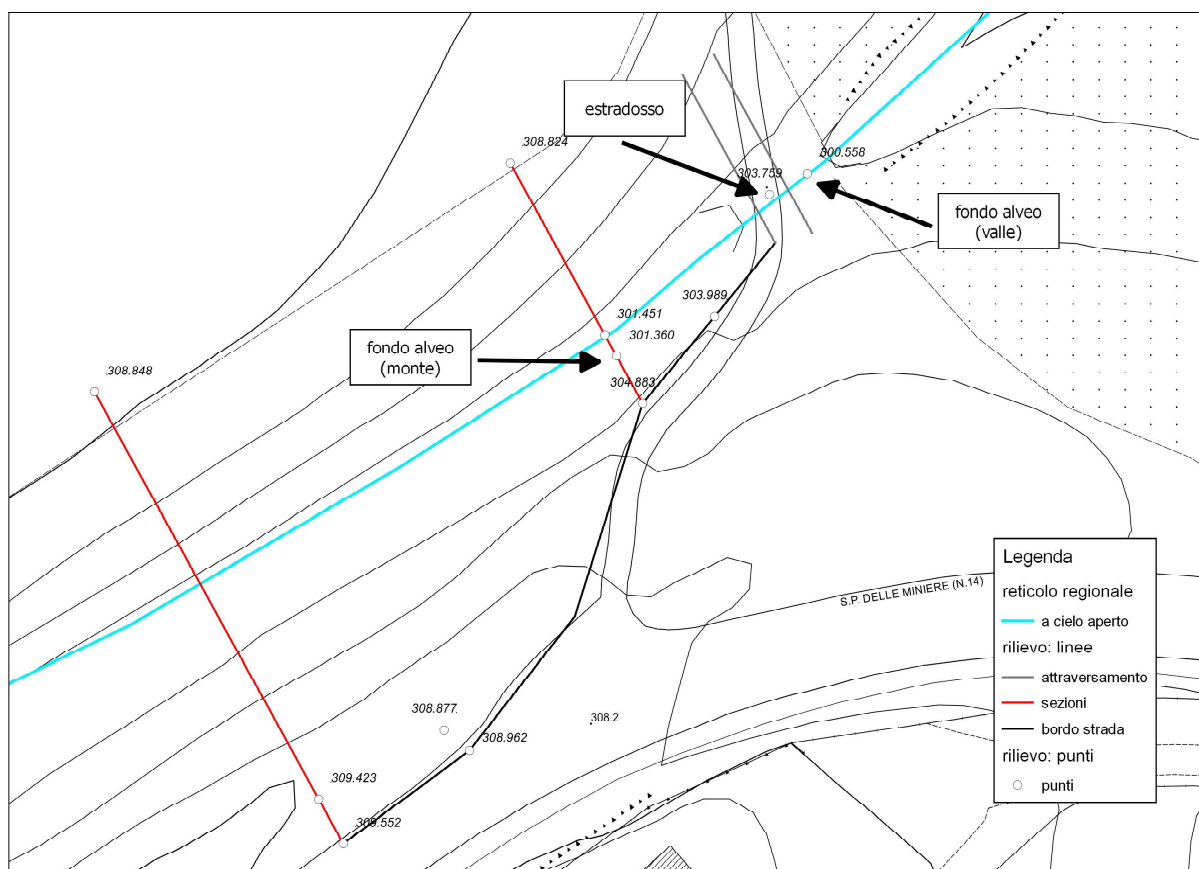 estradosso
308.824
300.558
303.759
fondo alveo
(valle)
303.989
301.451
301.360
fondo alveo
(monte)
304.883
308.848
Legenda
reticolo regionale
a cielo aperto
rilievo: linee
attraversamento
sezioni
bordo strada
rilievo: punti
punti
S.P. DELLE MINIERE (N.14)
308.877
308.2
308.962
309.423
309.552